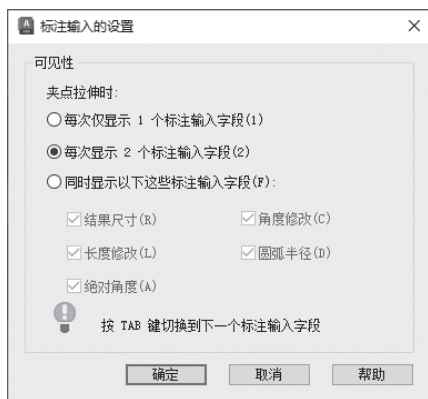 标注输入的设置
可见性
夹点拉伸时:
每次仅显示 1 个标注输入字段(1)
每次显示 2 个标注输入字段(2)
同时显示以下这些标注输入字段(F):
结果尺寸(R) 角度修改(C)
长度修改(L) 圆弧半径(D)
绝对角度(A)
按 TAB 键切换到下一个标注输入字段
确定 取消 帮助